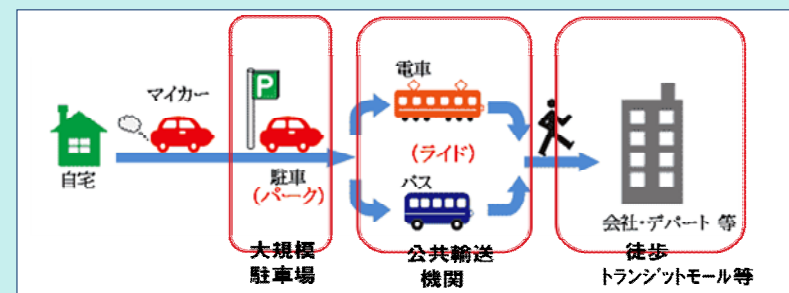 自宅
マイカー
P
駐車
(パーク)
大規模
駐車場
電車
(ライド)
バス
公共輸送
機関
会社・デパート 等
徒歩
トランジットモール等